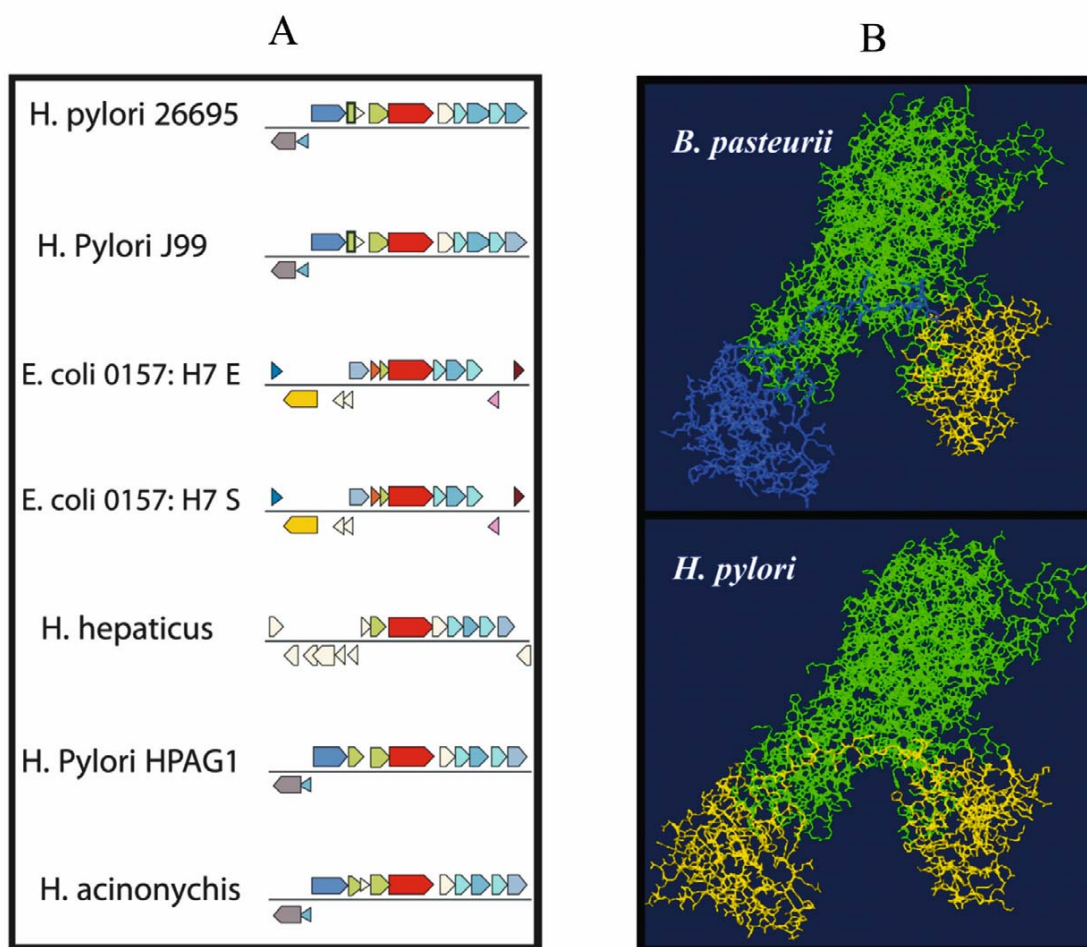 A
B
H. pylori 26695
H. Pylori J99
E. coli 0157: H7 E
E. coli 0157: H7 S
H. hepaticus
H. Pylori HPAG1
H. acinonychis
B. pasteurii
H. pylori